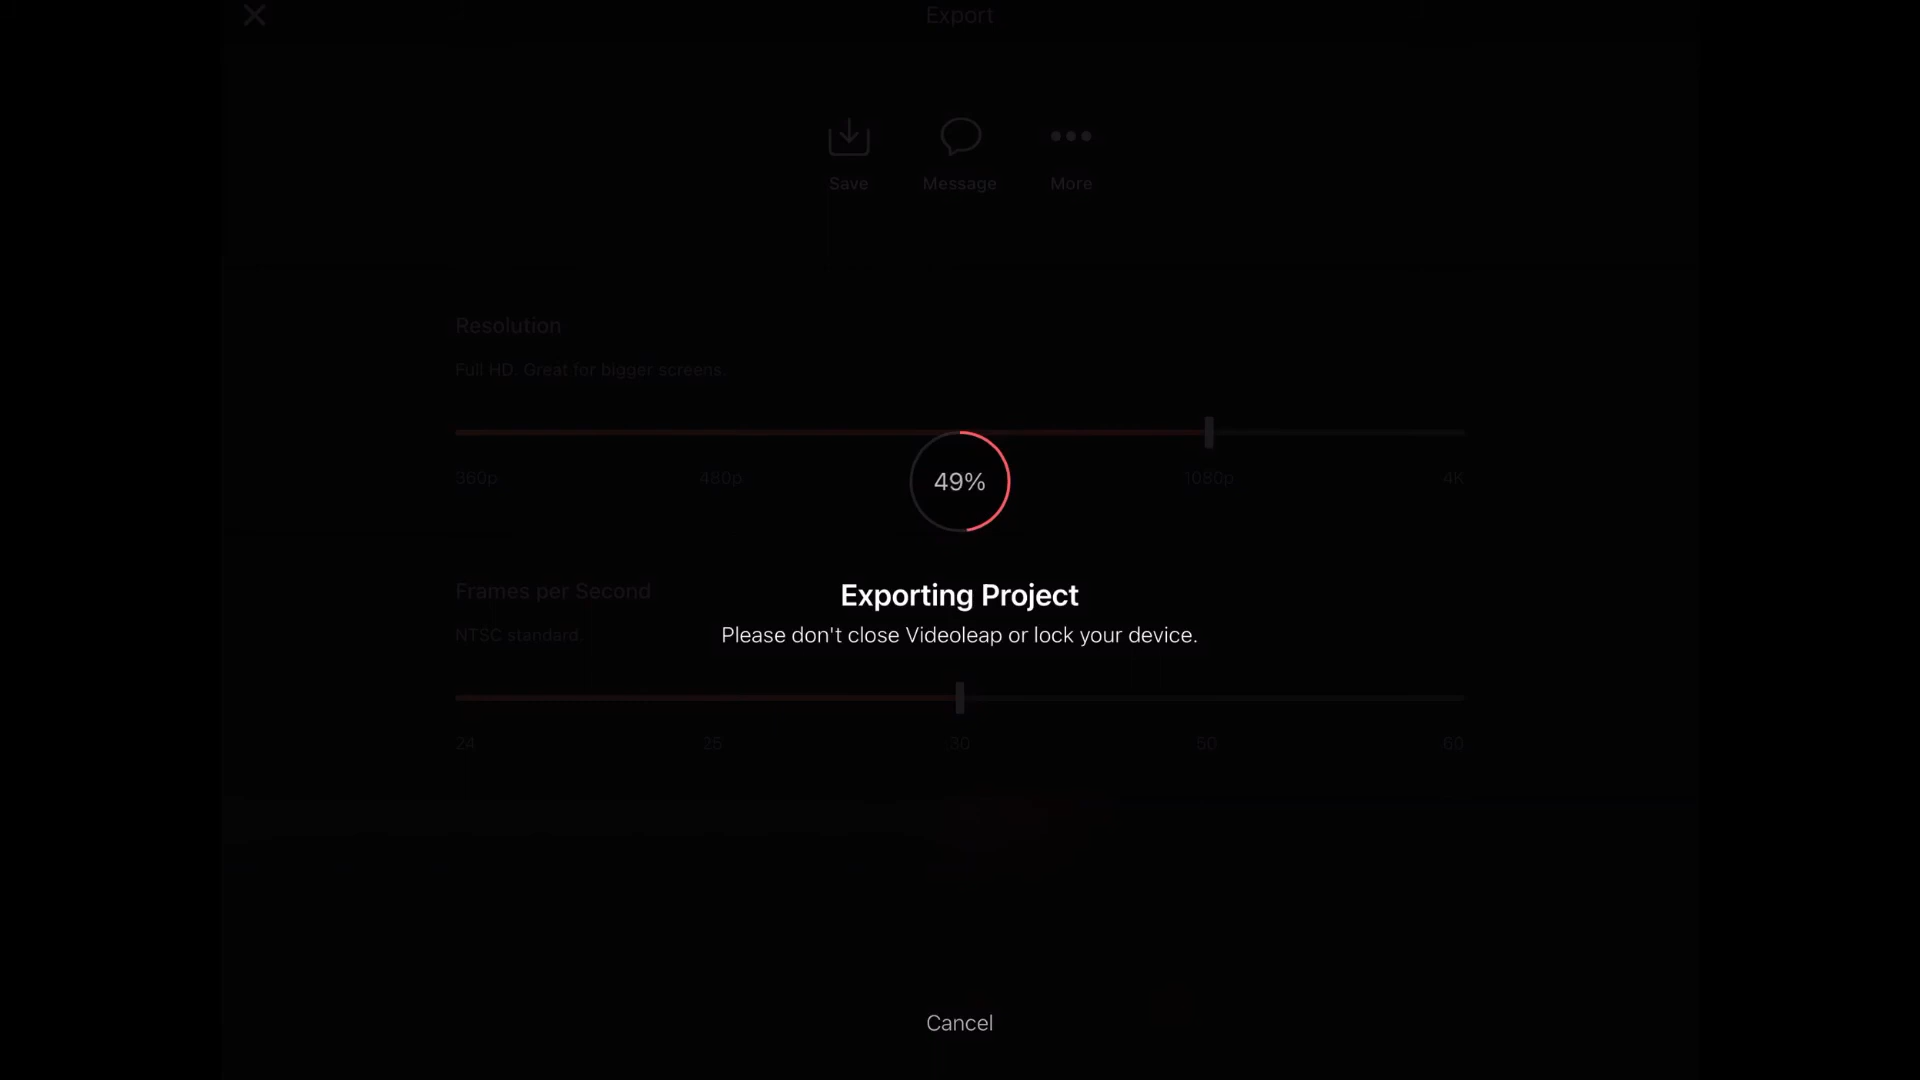 Export
Save Message More
Resolution
Full HD. Great for bigger screens.
360p 480p 1080p 4K
49%
Frames per Second
Exporting Project
NTSC standard.
Please don't close Videoleap or lock your device.
24 25 30 50 60
Cancel